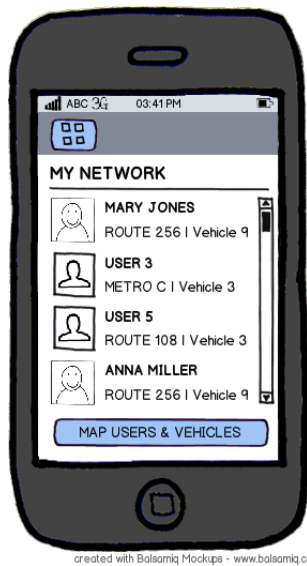 ABC 3G 03:41 PM
MY NETWORK
MARY JONES
ROUTE 256 | Vehicle 9
USER 3
METRO C | Vehicle 3
USER 5
ROUTE 108 | Vehicle 3
ANNA MILLER
ROUTE 256 | Vehicle 9
MAP USERS & VEHICLES
created with Balsamiq Mockups - www.balsamiq.c